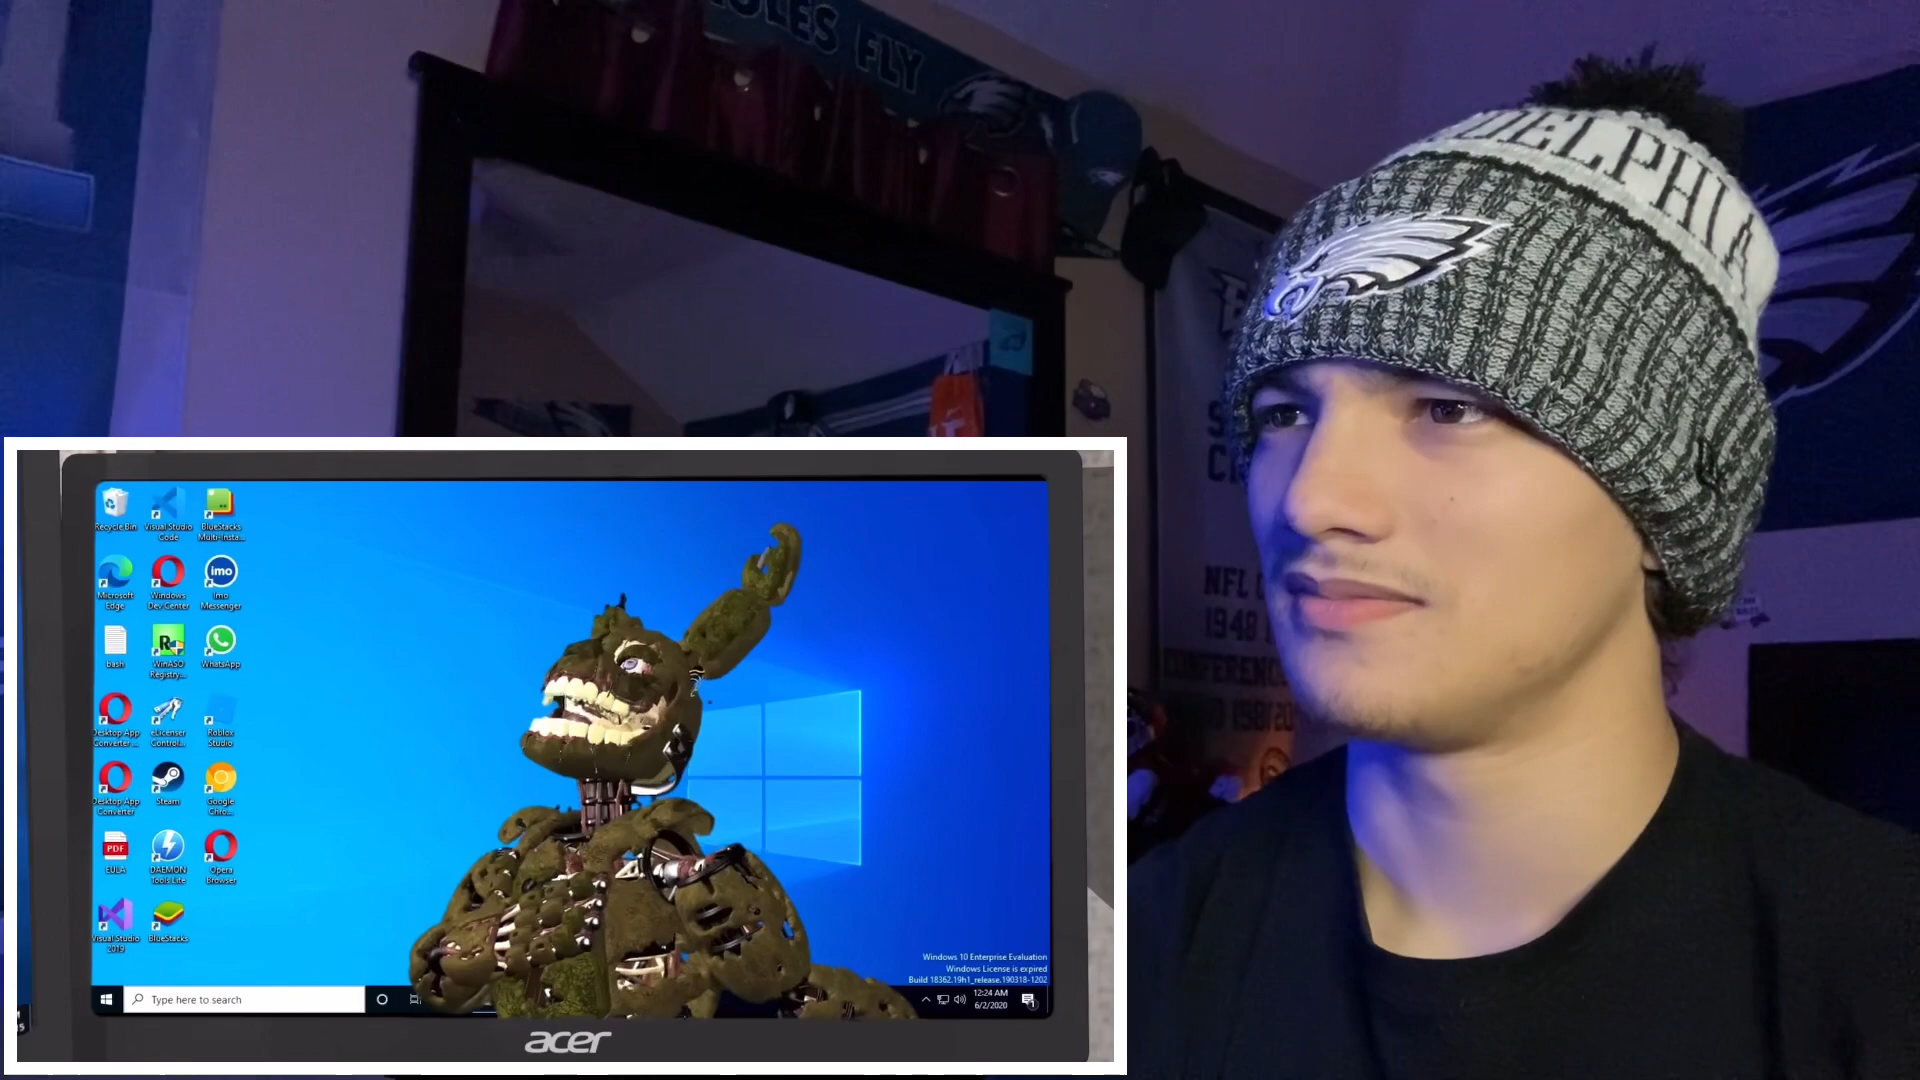 FLY
DELPHIA
NFL
1948
Recycle Bin
Visual Studio
Code
BlueStacks
Multi-Insta...
Microsoft
Edge
Windows
Dev Center
imo
Imo
Messenger
bash
R
WinASO
Registry...
WhatsApp
Desktop App
Converter ...
eLicenser
Control...
Roblox
Studio
Desktop App
Converter
Steam
Google
Chro...
PDF
EULA
DAEMON
Tools Lite
Opera
Browser
Visual Studio
2019
BlueStacks
Windows 10 Enterprise Evaluation
Windows License is expired
Build 18362.19h1_release.190318-1202
Type here to search
12:24 AM
6/2/2020
1
acer